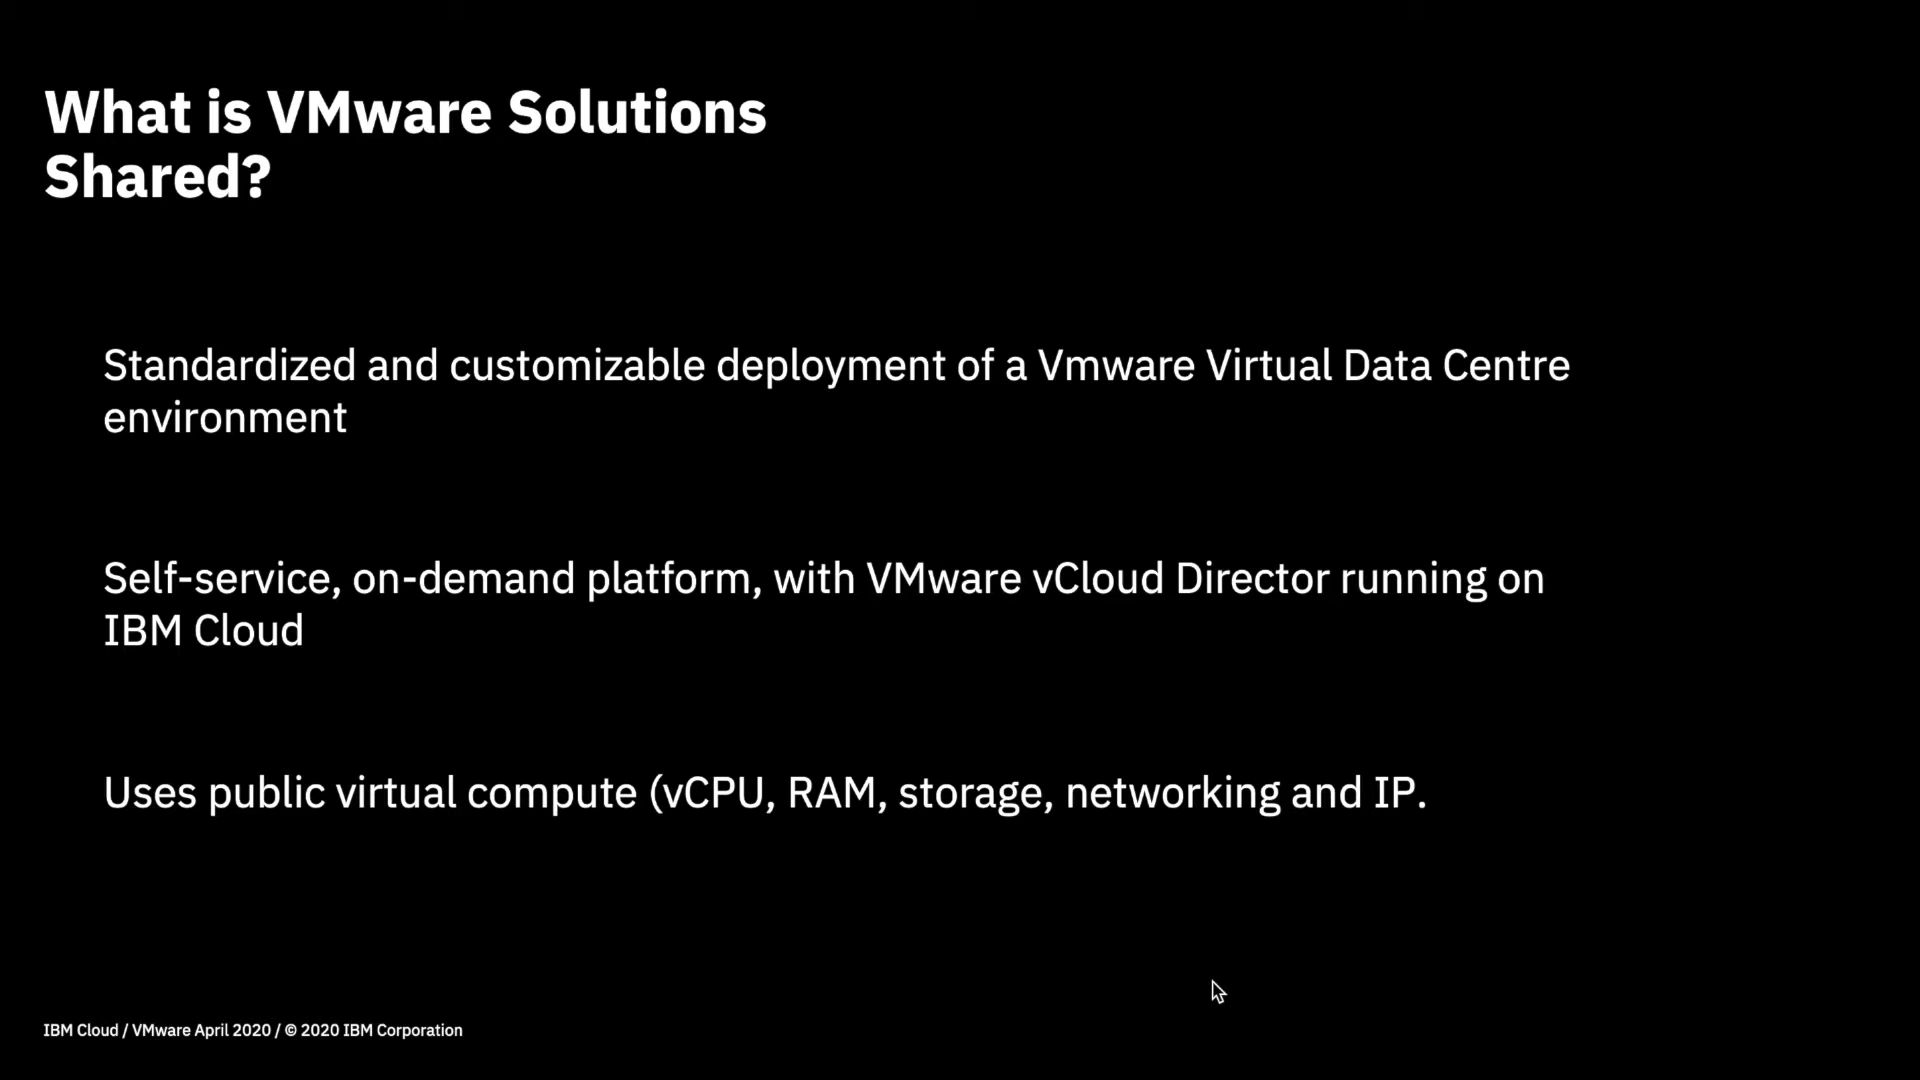 What is VMware Solutions
Shared?
Standardized and customizable deployment of a Vmware Virtual Data Centre
environment
Self-service, on-demand platform, with VMware vCloud Director running on
IBM Cloud
Uses public virtual compute (vCPU, RAM, storage, networking and IP.
IBM Cloud / VMware April 2020 / © 2020 IBM Corporation